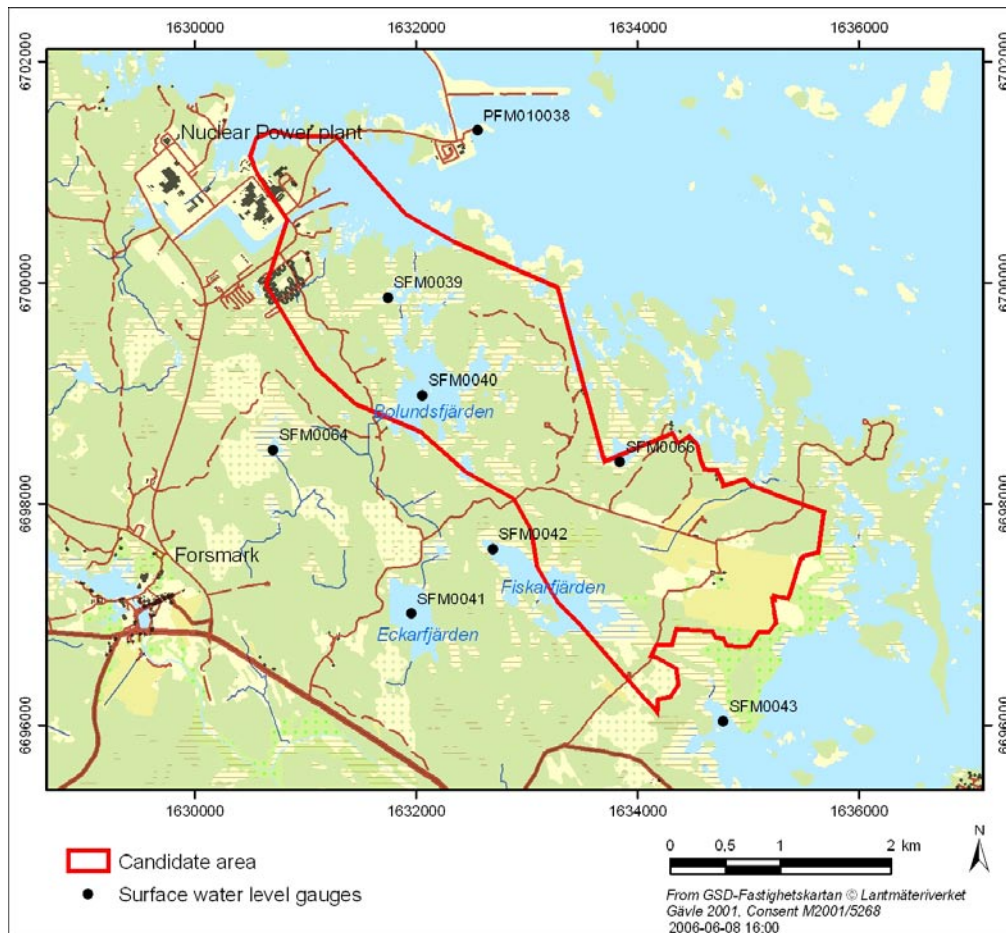 1630000
1632000
1634000
1636000
6702000
6702000
PFM010038
Nuclear Power plant
6700000
SFM0039
6700000
SFM0040
Bolundsfjärden
SFM0064
SFM0066
6698000
6698000
SFM0042
Forsmark
Fiskarfjärden
SFM0041
Eckarfjärden
SFM0043
6696000
6696000
1630000
1632000
1634000
1636000
N
0 0,5 1 2 km
Candidate area
Surface water level gauges
From GSD-Fastighetskartan © Lantmäteriverket
Gävle 2001, Consent M2001/5268
2006-06-08 16:00